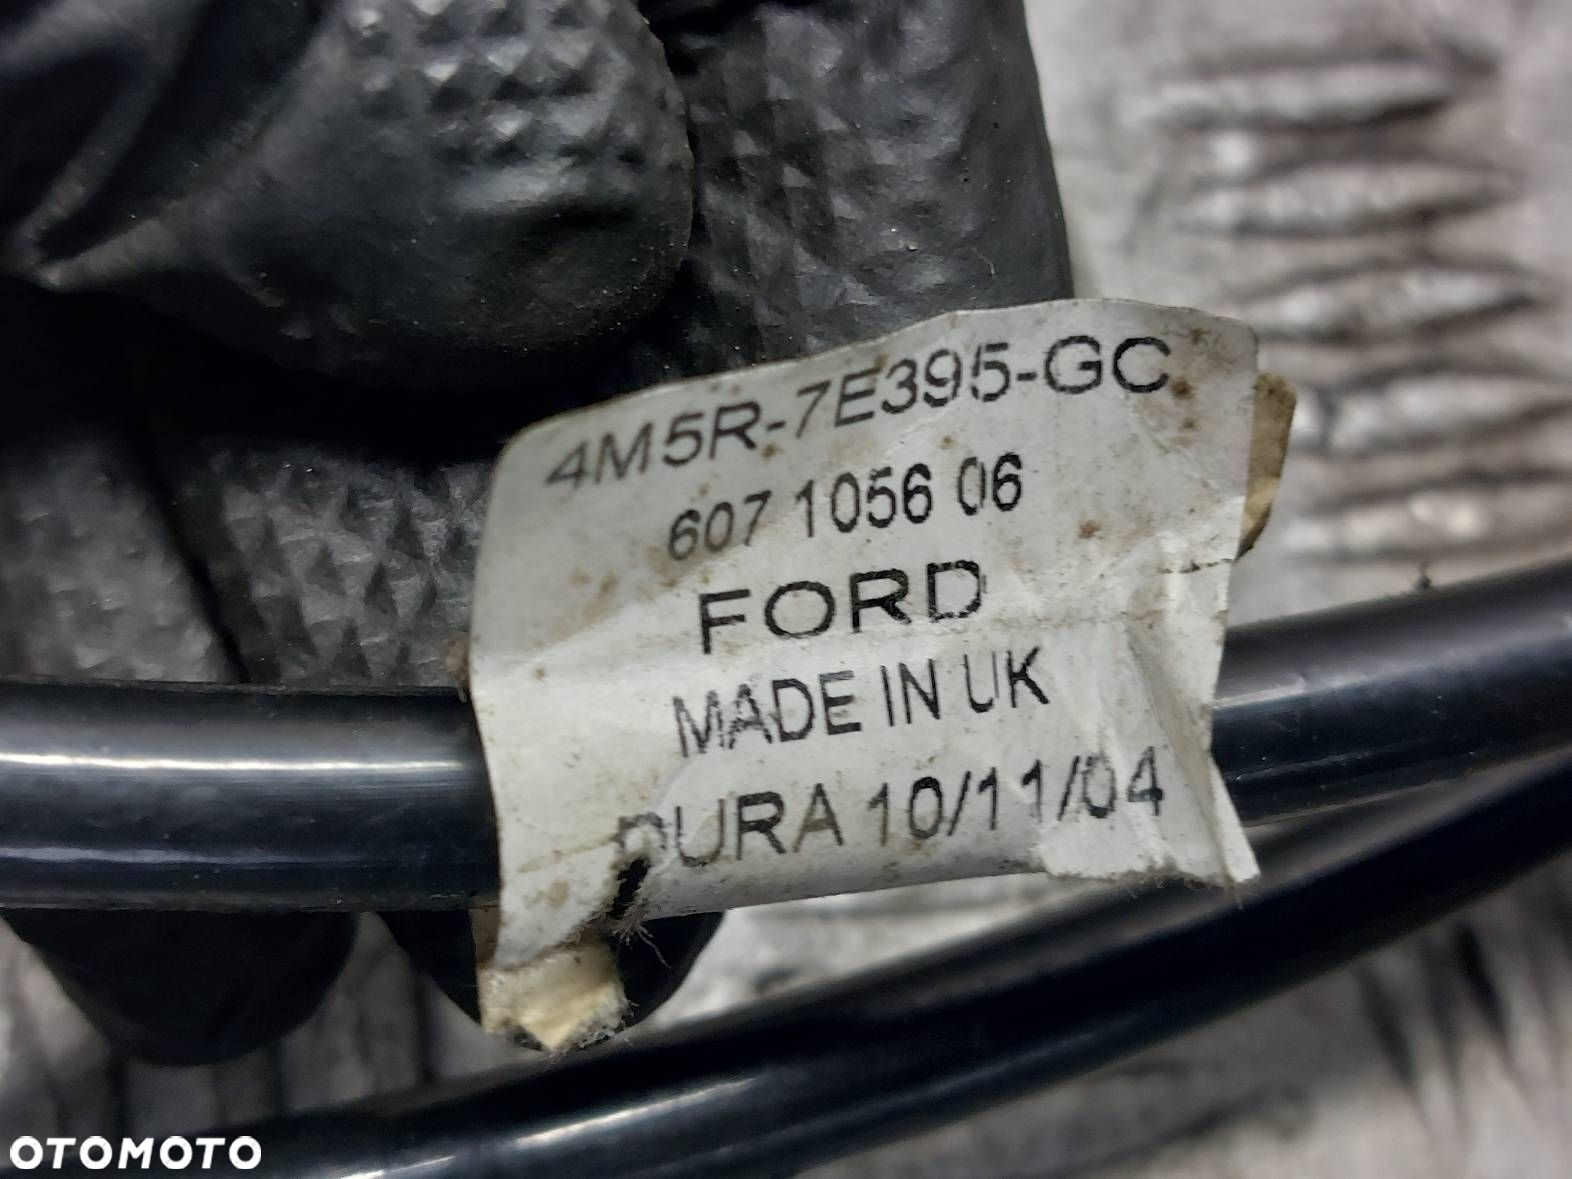 4M5R-7E395-GC
607 1056 06
FORD
MADE IN UK
DURA 10/11/04
OTOMOTO